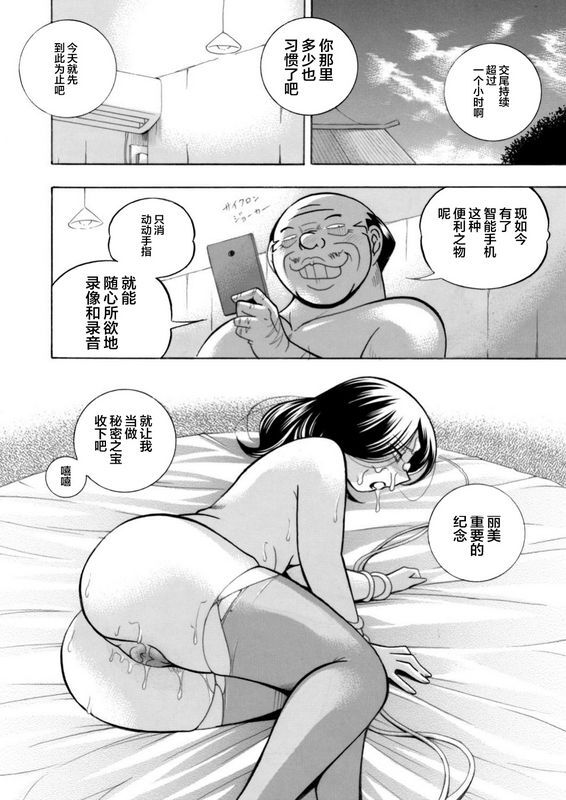 交尾持续
超过
一个小时啊
你那里
多少也
习惯了吧
今天就先
到此为止吧
现如今
有了
这种
智能手机
便利之物
呢
サイクロン
ジョーカー
只消
动动手指
就能
随心所欲地
录像和录音
丽美
重要的
纪念
就让我
当做
秘密之宝
收下吧
嘻嘻